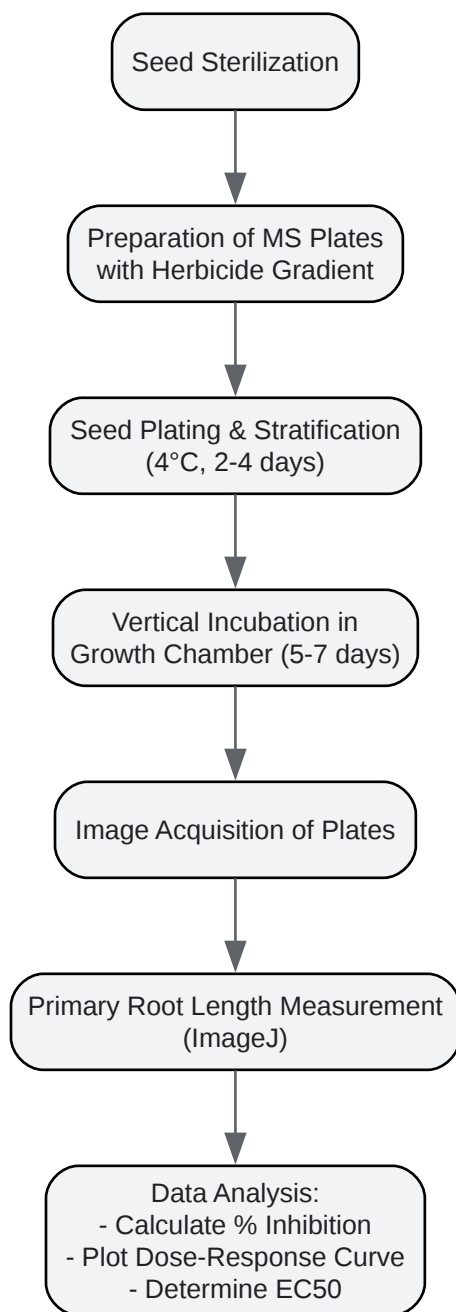 Seed Sterilization
Preparation of MS Plates
with Herbicide Gradient
Seed Plating & Stratification
(4°C, 2-4 days)
Vertical Incubation in
Growth Chamber (5-7 days)
Image Acquisition of Plates
Primary Root Length Measurement
(ImageJ)
Data Analysis:
- Calculate % Inhibition
- Plot Dose-Response Curve
- Determine EC50